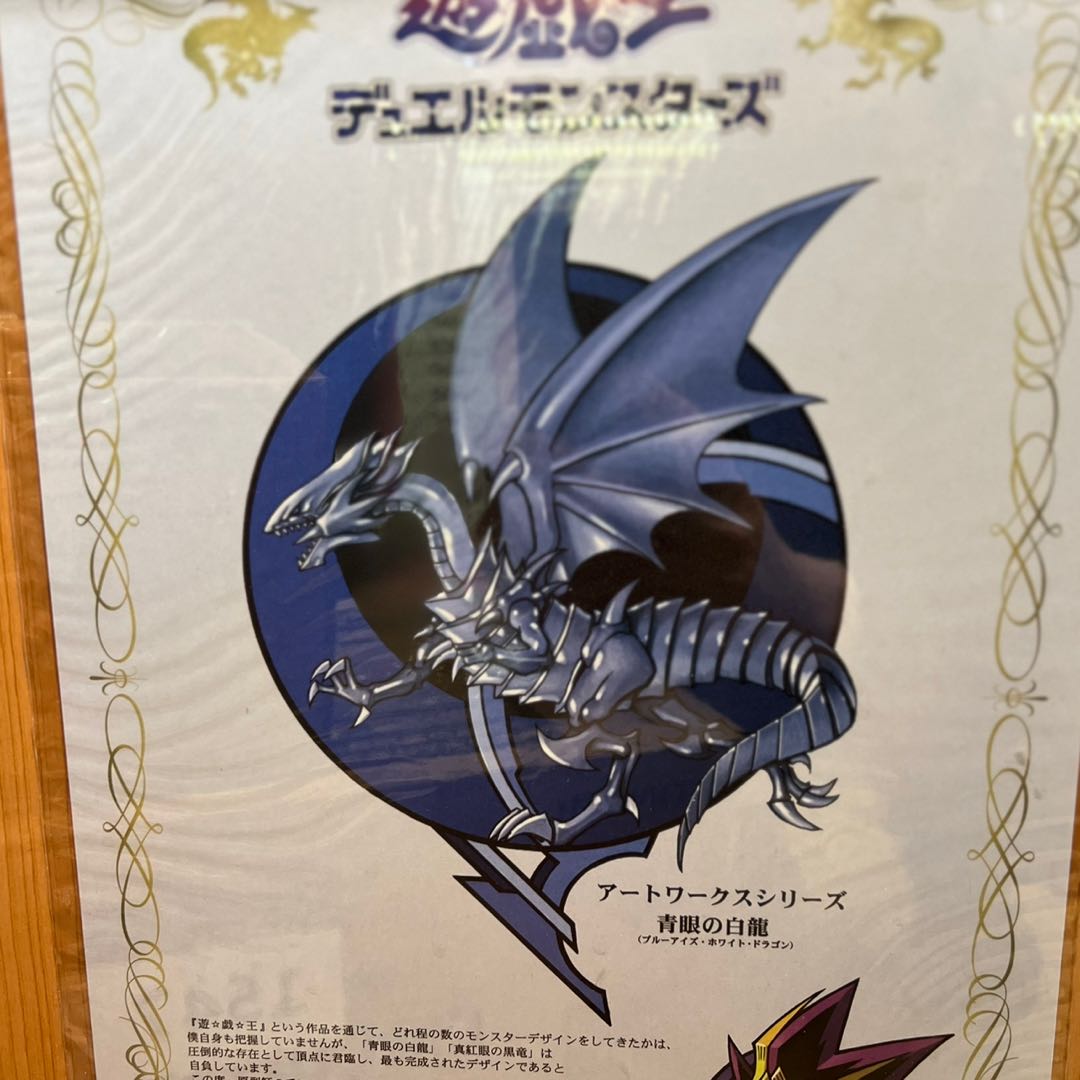 遊戯王
デュエルモンスターズ
アートワークスシリーズ
青眼の白龍
(ブルーアイズ・ホワイト・ドラゴン)
『遊☆戯☆王』という作品を通じて、どれ程の数のモンスターデザインをしてきたかは、
僕自身も把握していませんが、「青眼の白龍」「真紅眼の黒竜」は
圧倒的な存在として頂点に君臨し、最も完成されたデザインであると
自負しています。